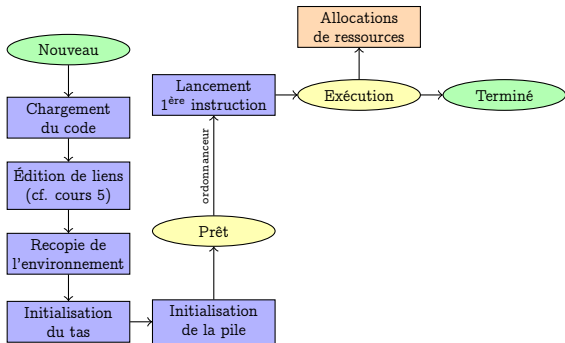 Nouveau
Chargement
du code
Édition de liens
(cf. cours 5)
Recopie de
l'environnement
Initialisation
du tas
Initialisation
de la pile
Prêt
ordonnanceur
Lancement
1ère instruction
Exécution
Allocations
de ressources
Terminé